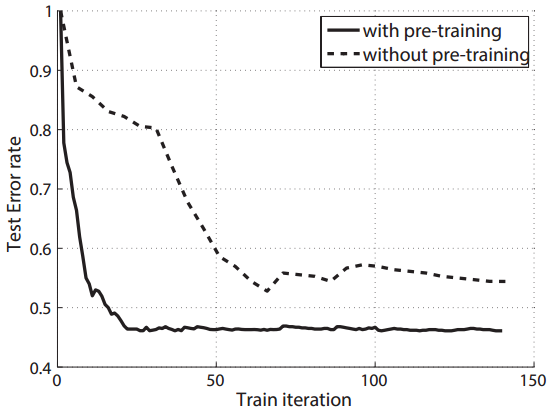 with pre-training
without pre-training
Test Error rate
1
0.9
0.8
0.7
0.6
0.5
0.4
0 50 100 150
Train iteration